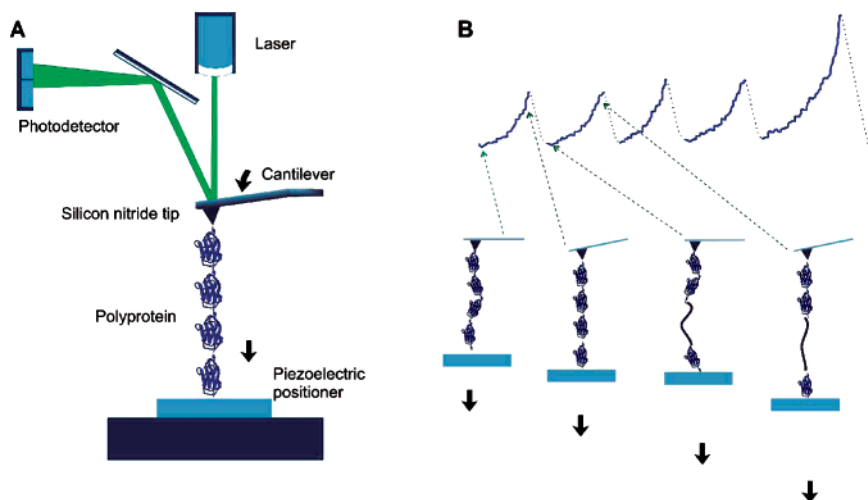 A
Laser
Photodetector
Cantilever
Silicon nitride tip
Polyprotein
Piezoelectric
positioner
B